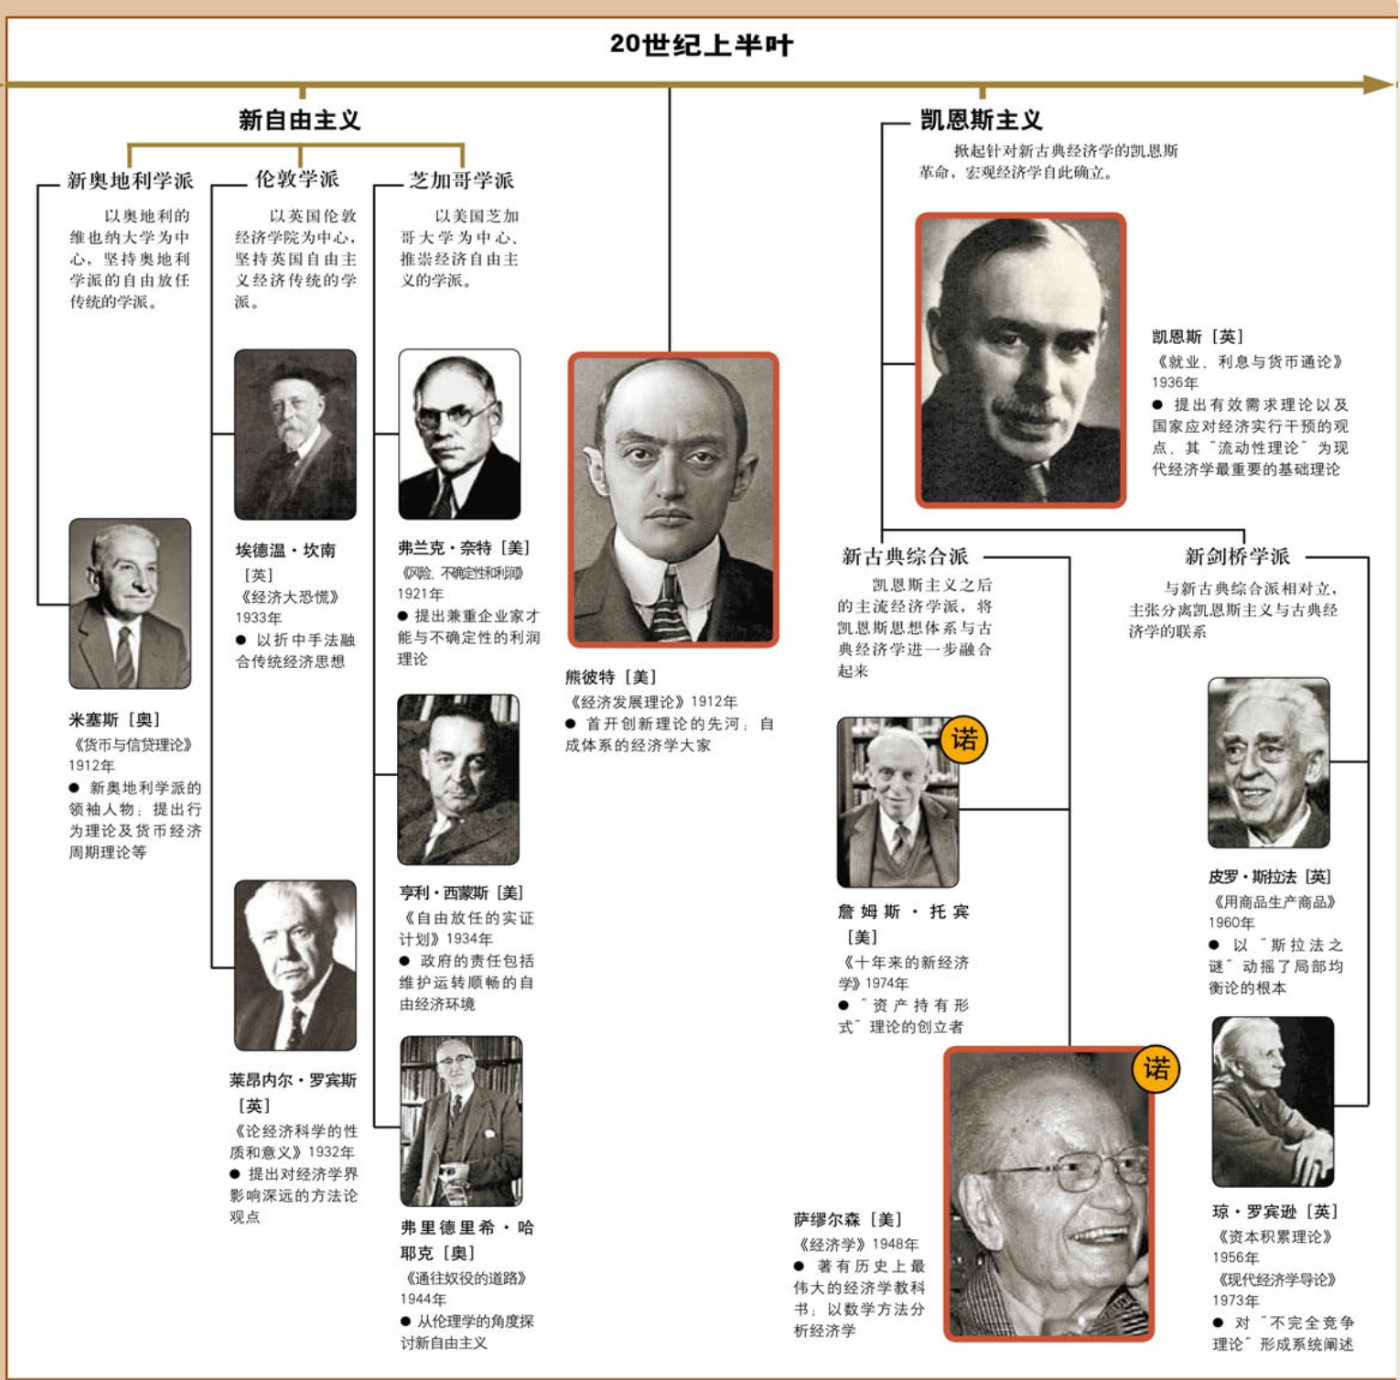 20世纪上半叶
新自由主义
新奥地利学派
以奥地利的
维也纳大学为中
心，坚持奥地利
学派的自由放任
传统的学派。
米塞斯［奥］
《货币与信贷理论》
1912年
● 新奥地利学派的
领袖人物；提出行
为理论及货币经济
周期理论等
伦敦学派
以英国伦敦
经济学院为中心，
坚持英国自由主
义经济传统的学
派。
埃德温·坎南
［英］
《经济大恐慌》
1933年
● 以折中手法融
合传统经济思想
莱昂内尔·罗宾斯
［英］
《论经济科学的性
质和意义》1932年
● 提出对经济学界
影响深远的方法论
观点
芝加哥学派
以美国芝加
哥大学为中心、
推崇经济自由主
义的学派。
弗兰克·奈特［美］
《风险、不确定性和利润》
1921年
● 提出兼重企业家才
能与不确定性的利润
理论
亨利·西蒙斯［美］
《自由放任的实证
计划》1934年
● 政府的责任包括
维护运转顺畅的自
由经济环境
弗里德里希·哈
耶克［奥］
《通往奴役的道路》
1944年
● 从伦理学的角度探
讨新自由主义
熊彼特［美］
《经济发展理论》1912年
● 首开创新理论的先河；自
成体系的经济学大家
凯恩斯主义
掀起针对新古典经济学的凯恩斯
革命，宏观经济学自此确立。
凯恩斯［英］
《就业、利息与货币通论》
1936年
● 提出有效需求理论以及
国家应对经济实行干预的观
点，其“流动性理论”为现
代经济学最重要的基础理论
新古典综合派
凯恩斯主义之后
的主流经济学派，将
凯恩斯思想体系与古
典经济学进一步融合
起来
诺
詹姆斯·托宾
［美］
《十年来的新经济
学》1974年
● “资产持有形
式”理论的创立者
诺
萨缪尔森［美］
《经济学》1948年
● 著有历史上最
伟大的经济学教科
书；以数学方法分
析经济学
新剑桥学派
与新古典综合派相对立，
主张分离凯恩斯主义与古典经
济学的联系
皮罗·斯拉法［英］
《用商品生产商品》
1960年
● 以“斯拉法之
谜”动摇了局部均
衡论的根本
琼·罗宾逊［英］
《资本积累理论》
1956年
《现代经济学导论》
1973年
● 对“不完全竞争
理论”形成系统阐述